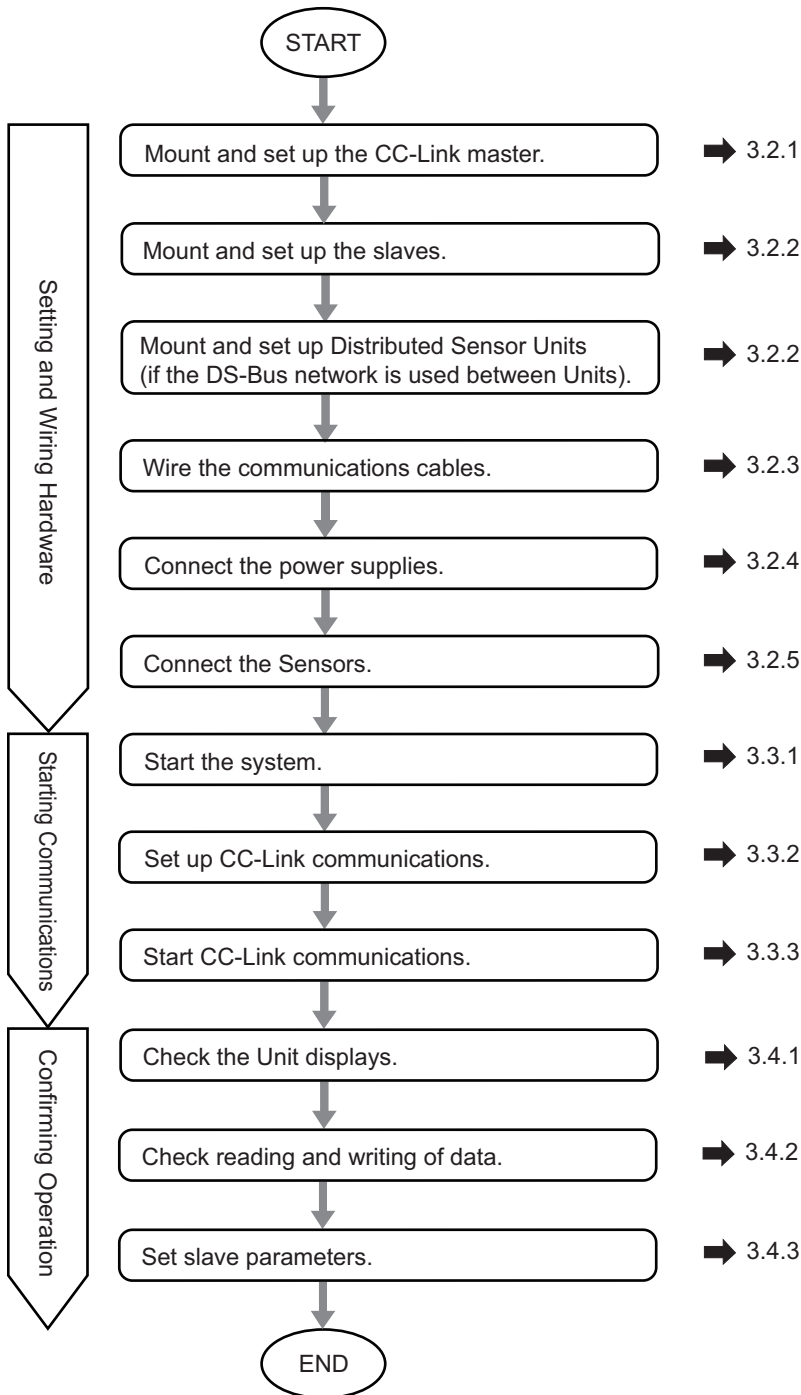 START
Setting and Wiring Hardware
Mount and set up the CC-Link master.
3.2.1
Mount and set up the slaves.
3.2.2
Mount and set up Distributed Sensor Units
(if the DS-Bus network is used between Units).
3.2.2
Wire the communications cables.
3.2.3
Connect the power supplies.
3.2.4
Connect the Sensors.
3.2.5
Starting Communications
Start the system.
3.3.1
Set up CC-Link communications.
3.3.2
Start CC-Link communications.
3.3.3
Confirming Operation
Check the Unit displays.
3.4.1
Check reading and writing of data.
3.4.2
Set slave parameters.
3.4.3
END